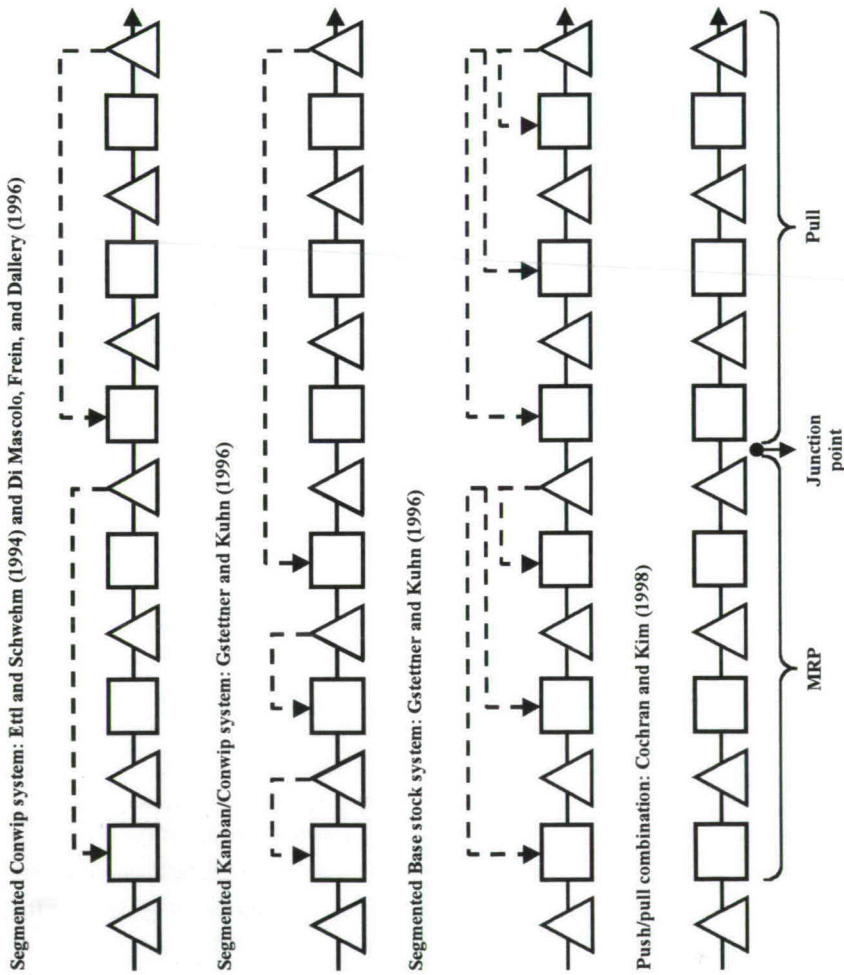 Segmented Conwip system: Ettl and Schwehm (1994) and Di Mascolo, Frein, and Dallery (1996)
Segmented Kanban/Conwip system: Gstettner and Kuhn (1996)
Segmented Base stock system: Gstettner and Kuhn (1996)
Push/pull combination: Cochran and Kim (1998)
MRP
Junction
point
Pull